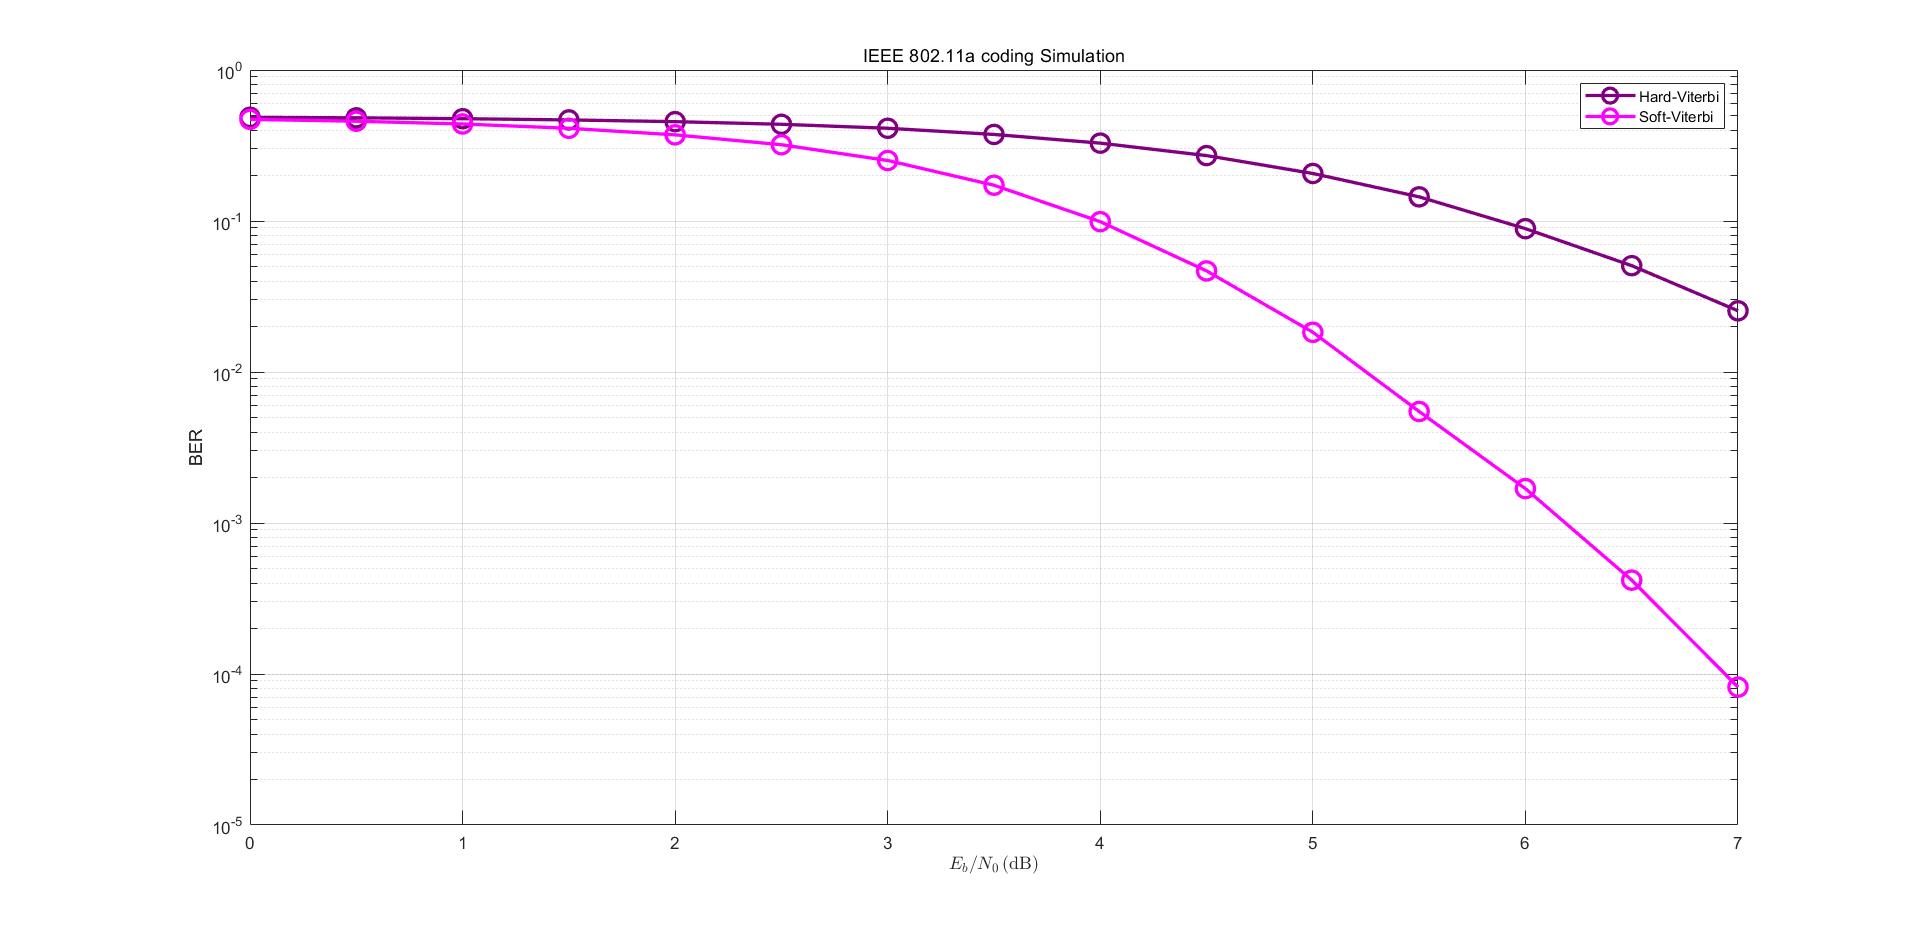 IEEE 802.11a coding Simulation
10^0
Hard-Viterbi
Soft-Viterbi
10^-1
10^-2
BER
10^-3
10^-4
10^-5
0 1 2 3 4 5 6 7
E_b/N_0 (dB)